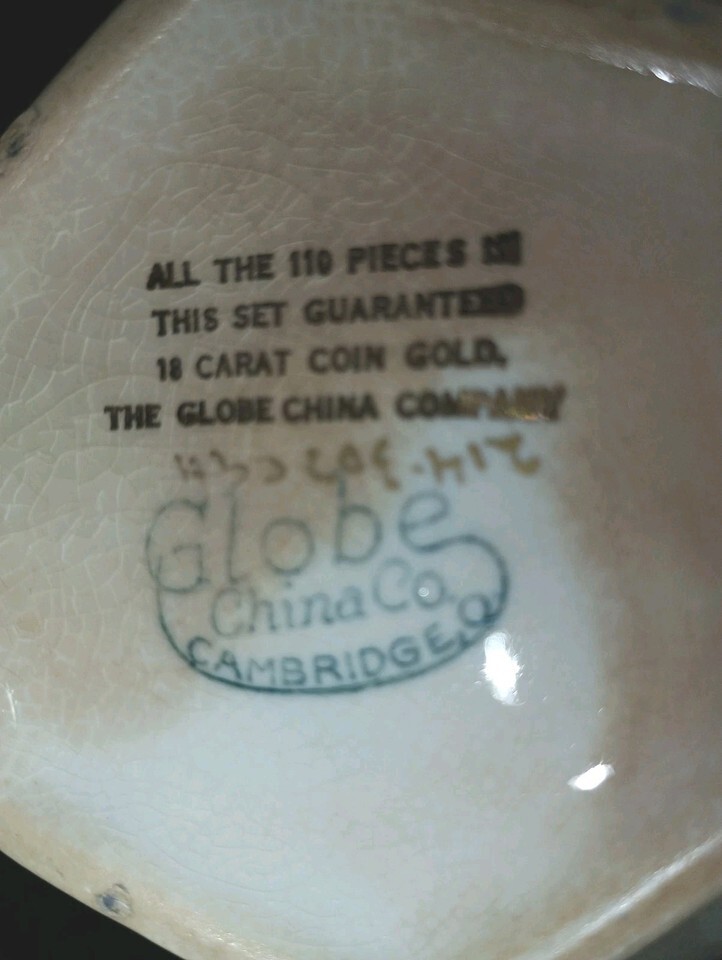 ALL THE 110 PIECES IN
THIS SET GUARANTEED
18 CARAT COIN GOLD.
THE GLOBE CHINA COMPANY
Globe
China Co.
CAMBRIDGE, O.